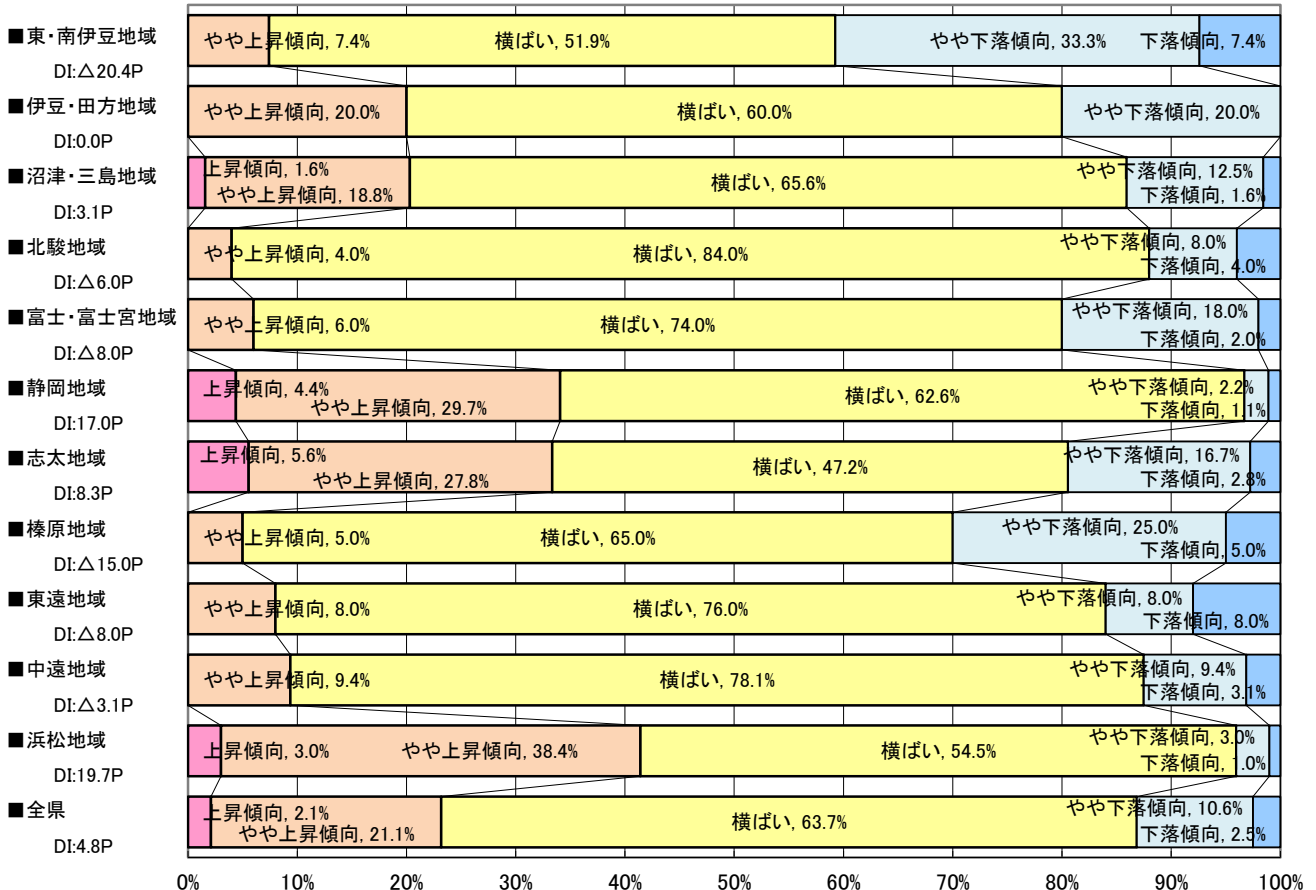 ■東・南伊豆地域
DI:△20.4P
やや上昇傾向, 7.4%
横ばい, 51.9%
やや下落傾向, 33.3%
下落傾向, 7.4%
■伊豆・田方地域
DI:0.0P
やや上昇傾向, 20.0%
横ばい, 60.0%
やや下落傾向, 20.0%
■沼津・三島地域
DI:3.1P
上昇傾向, 1.6%
やや上昇傾向, 18.8%
横ばい, 65.6%
やや下落傾向, 12.5%
下落傾向, 1.6%
■北駿地域
DI:△6.0P
やや上昇傾向, 4.0%
横ばい, 84.0%
やや下落傾向, 8.0%
下落傾向, 4.0%
■富士・富士宮地域
DI:△8.0P
やや上昇傾向, 6.0%
横ばい, 74.0%
やや下落傾向, 18.0%
下落傾向, 2.0%
■静岡地域
DI:17.0P
上昇傾向, 4.4%
やや上昇傾向, 29.7%
横ばい, 62.6%
やや下落傾向, 2.2%
下落傾向, 1.1%
■志太地域
DI:8.3P
上昇傾向, 5.6%
やや上昇傾向, 27.8%
横ばい, 47.2%
やや下落傾向, 16.7%
下落傾向, 2.8%
■榛原地域
DI:△15.0P
やや上昇傾向, 5.0%
横ばい, 65.0%
やや下落傾向, 25.0%
下落傾向, 5.0%
■東遠地域
DI:△8.0P
やや上昇傾向, 8.0%
横ばい, 76.0%
やや下落傾向, 8.0%
下落傾向, 8.0%
■中遠地域
DI:△3.1P
やや上昇傾向, 9.4%
横ばい, 78.1%
やや下落傾向, 9.4%
下落傾向, 3.1%
■浜松地域
DI:19.7P
上昇傾向, 3.0%
やや上昇傾向, 38.4%
横ばい, 54.5%
やや下落傾向, 3.0%
下落傾向, 1.0%
■全県
DI:4.8P
上昇傾向, 2.1%
やや上昇傾向, 21.1%
横ばい, 63.7%
やや下落傾向, 10.6%
下落傾向, 2.5%
0% 10% 20% 30% 40% 50% 60% 70% 80% 90% 100%